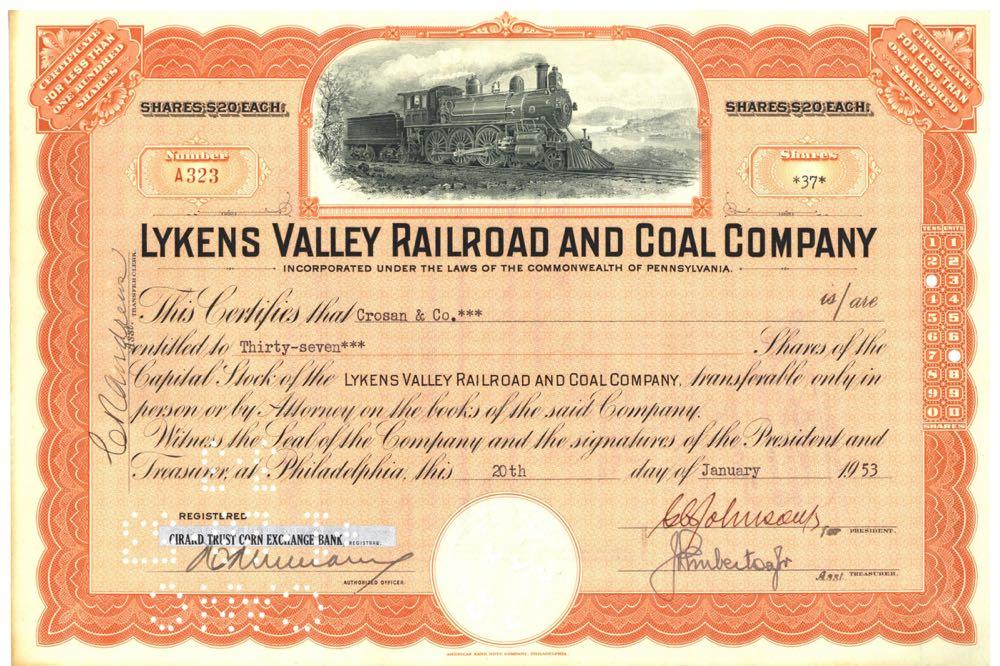 CERTIFICATE
FOR LESS THAN
ONE HUNDRED
SHARES
CERTIFICATE
FOR LESS THAN
ONE HUNDRED
SHARES
SHARES $20 EACH.
SHARES $20 EACH.
Number
A323
Shares
*37*
LYKENS VALLEY RAILROAD AND COAL COMPANY
INCORPORATED UNDER THE LAWS OF THE COMMONWEALTH OF PENNSYLVANIA.
This Certifies that Crosan & Co.*** is/are
entitled to Thirty-seven*** Shares of the
Capital Stock of the LYKENS VALLEY RAILROAD AND COAL COMPANY, transferable only in
person or by Attorney on the books of the said Company.
Witness the Seal of the Company and the signatures of the President and
Treasurer, at Philadelphia, this 20th day of January 1953
TRANSFER CLERK.
TENS UNITS
1 1
2 2
3
4 4
5 5
6 6
7
8 8
9 9
0 0
SHARES
REGISTERED
GIRARD TRUST CORN EXCHANGE BANK
REGISTRAR.
AUTHORIZED OFFICER.
for PRESIDENT.
Asst. TREASURER.
AMERICAN BANK NOTE COMPANY, PHILADELPHIA.